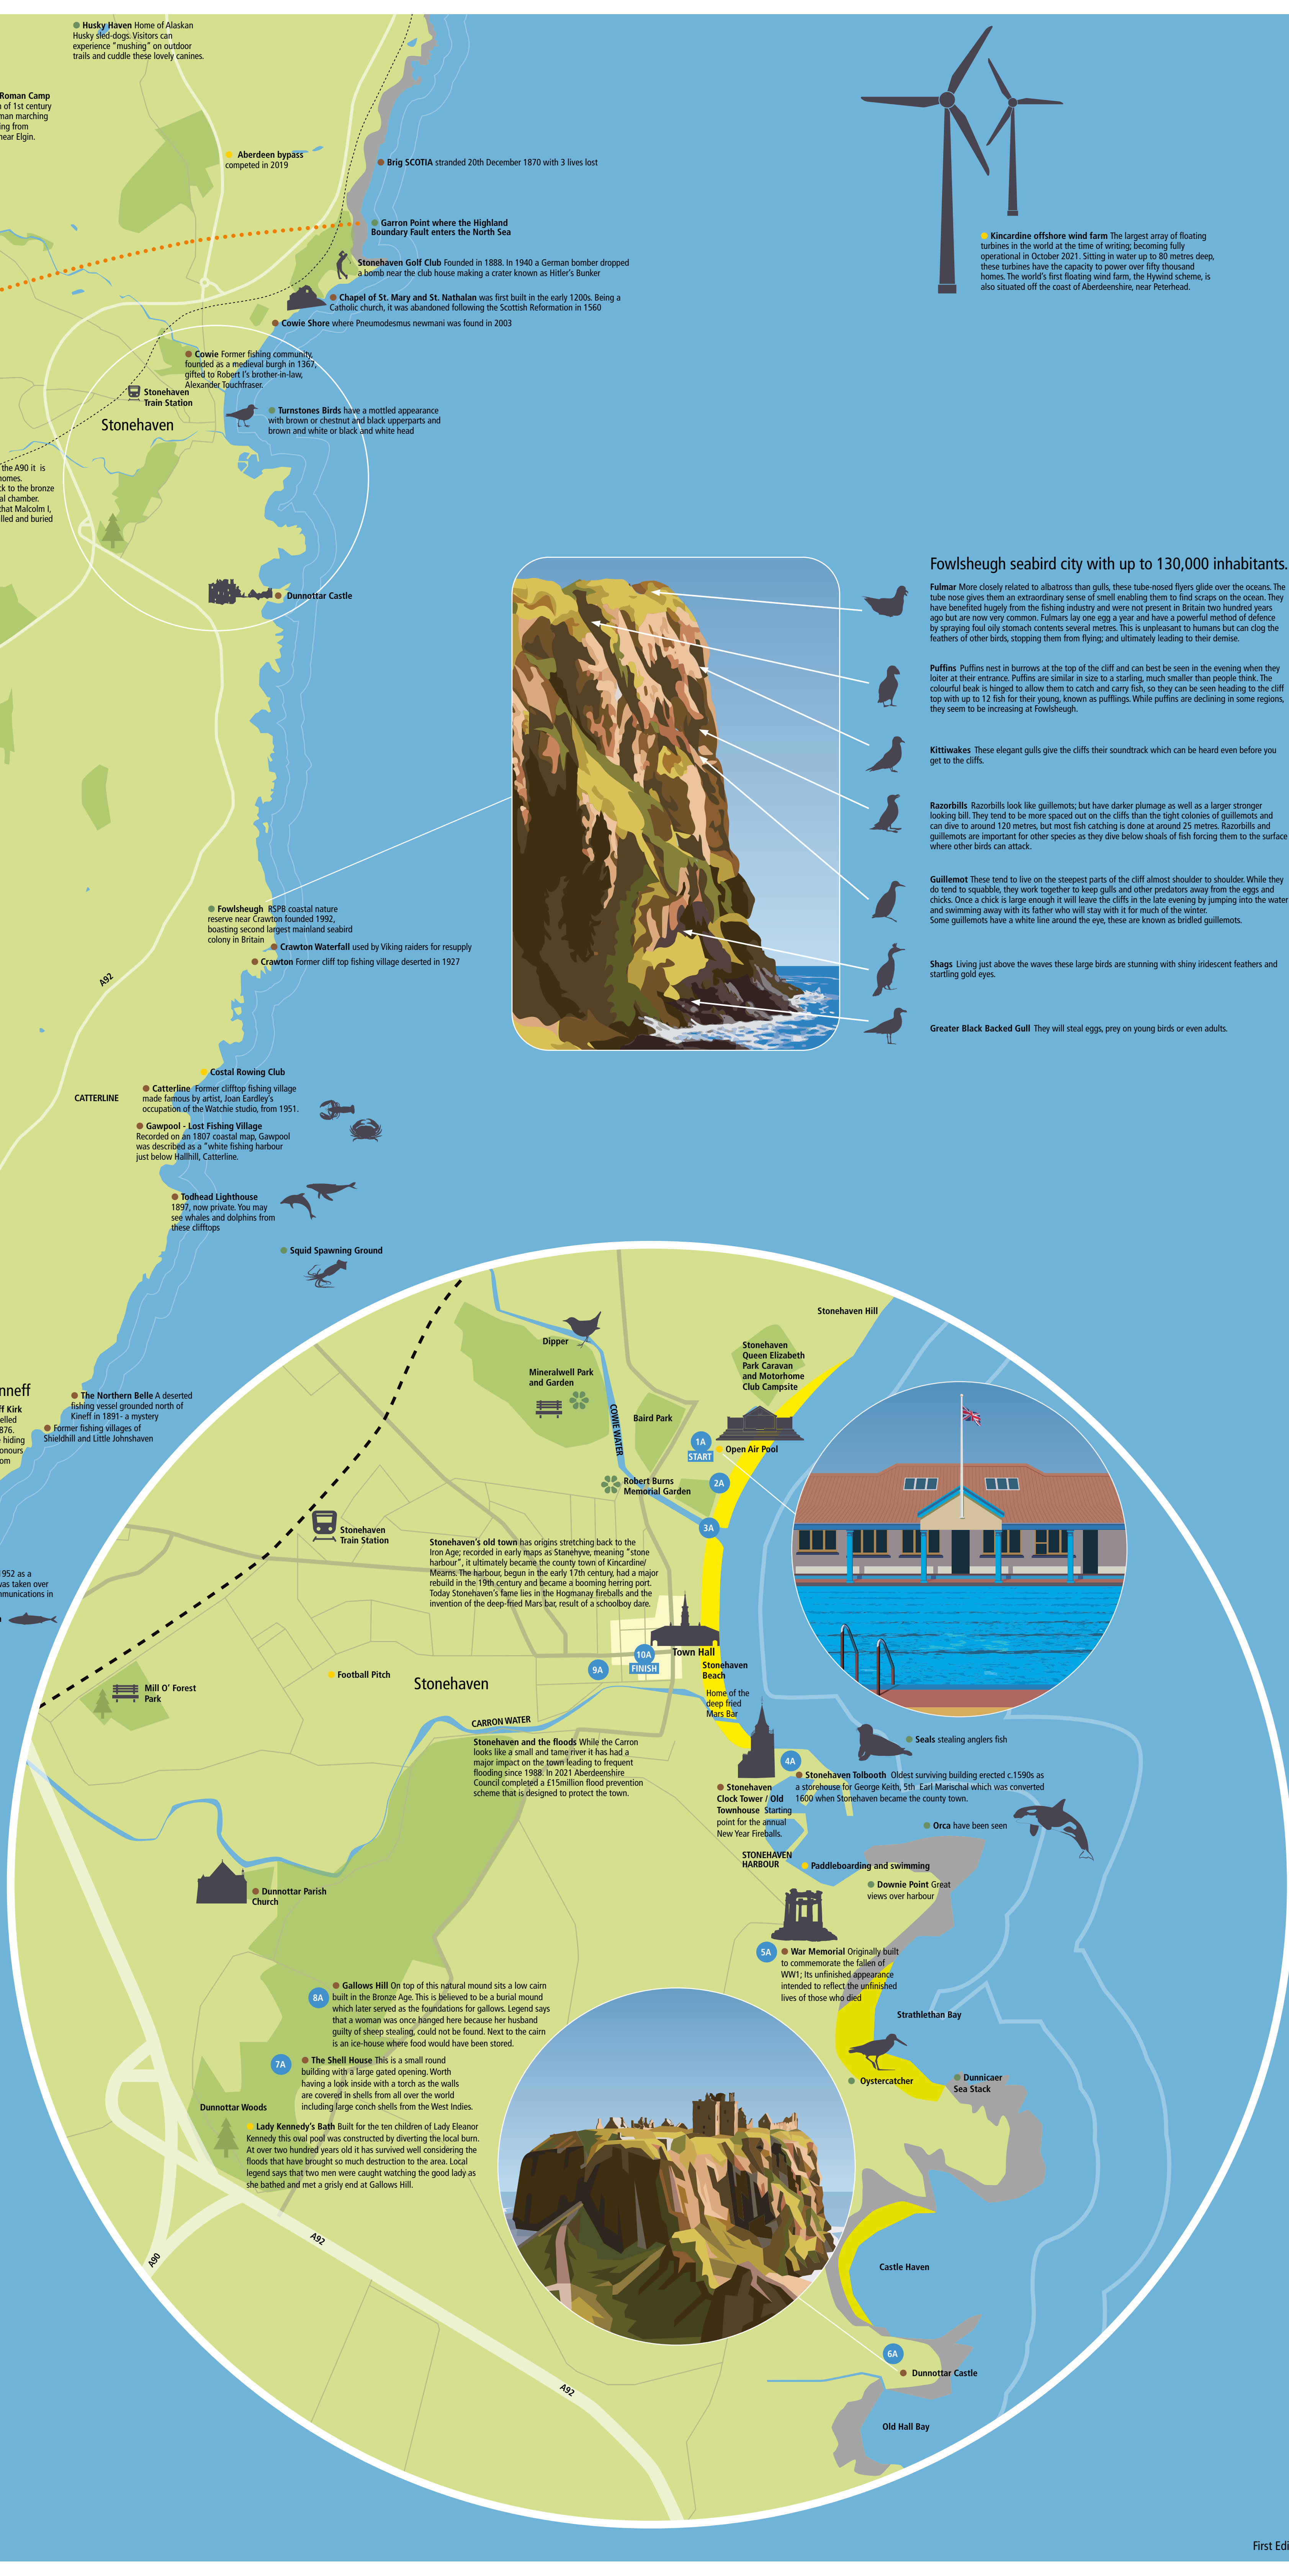 Husky Haven Home of Alaskan
Husky sled-dogs. Visitors can
experience "mushing" on outdoor
trails and cuddle these lovely canines.
Roman Camp
of 1st century
man marching
ing from
near Elgin.
Aberdeen bypass
competed in 2019
Brig SCOTIA stranded 20th December 1870 with 3 lives lost
Garron Point where the Highland
Boundary Fault enters the North Sea
Stonehaven Golf Club Founded in 1888. In 1940 a German bomber dropped
a bomb near the club house making a crater known as Hitler's Bunker
Chapel of St. Mary and St. Nathalan was first built in the early 1200s. Being a
Catholic church, it was abandoned following the Scottish Reformation in 1560
Cowie Shore where Pneumodesmus newmani was found in 2003
Cowie Former fishing community,
founded as a medieval burgh in 1367,
gifted to Robert I's brother-in-law,
Alexander Touchfraser.
Stonehaven
Train Station
Stonehaven
Turnstones Birds have a mottled appearance
with brown or chestnut and black upperparts and
brown and white or black and white head
the A90 it is
homes.
ck to the bronze
al chamber.
that Malcolm I,
lled and buried
Dunnottar Castle
Kincardine offshore wind farm The largest array of floating
turbines in the world at the time of writing; becoming fully
operational in October 2021. Sitting in water up to 80 metres deep,
these turbines have the capacity to power over fifty thousand
homes. The world's first floating wind farm, the Hywind scheme, is
also situated off the coast of Aberdeenshire, near Peterhead.
Fowlsheugh seabird city with up to 130,000 inhabitants.
Fulmar More closely related to albatross than gulls, these tube-nosed flyers glide over the oceans. The
tube nose gives them an extraordinary sense of smell enabling them to find scraps on the ocean. They
have benefited hugely from the fishing industry and were not present in Britain two hundred years
ago but are now very common. Fulmars lay one egg a year and have a powerful method of defence
by spraying foul oily stomach contents several metres. This is unpleasant to humans but can clog the
feathers of other birds, stopping them from flying; and ultimately leading to their demise.
Puffins Puffins nest in burrows at the top of the cliff and can best be seen in the evening when they
loiter at their entrance. Puffins are similar in size to a starling, much smaller than people think. The
colourful beak is hinged to allow them to catch and carry fish, so they can be seen heading to the cliff
top with up to 12 fish for their young, known as pufflings. While puffins are declining in some regions,
they seem to be increasing at Fowlsheugh.
Kittiwakes These elegant gulls give the cliffs their soundtrack which can be heard even before you
get to the cliffs.
Razorbills Razorbills look like guillemots; but have darker plumage as well as a larger stronger
looking bill. They tend to be more spaced out on the cliffs than the tight colonies of guillemots and
can dive to around 120 metres, but most fish catching is done at around 25 metres. Razorbills and
guillemots are important for other species as they dive below shoals of fish forcing them to the surface
where other birds can attack.
Guillemot These tend to live on the steepest parts of the cliff almost shoulder to shoulder. While they
do tend to squabble, they work together to keep gulls and other predators away from the eggs and
chicks. Once a chick is large enough it will leave the cliffs in the late evening by jumping into the water
and swimming away with its father who will stay with it for much of the winter.
Some guillemots have a white line around the eye, these are known as bridled guillemots.
Shags Living just above the waves these large birds are stunning with shiny iridescent feathers and
startling gold eyes.
Greater Black Backed Gull They will steal eggs, prey on young birds or even adults.
Fowlsheugh RSPB coastal nature
reserve near Crawton founded 1992,
boasting second largest mainland seabird
colony in Britain
Crawton Waterfall used by Viking raiders for resupply
Crawton Former cliff top fishing village deserted in 1927
A92
Costal Rowing Club
CATTERLINE
Catterline Former clifftop fishing village
made famous by artist, Joan Eardley's
occupation of the Watchie studio, from 1951.
Gawpool - Lost Fishing Village
Recorded on an 1807 coastal map, Gawpool
was described as a "white fishing harbour
just below Hallhill, Catterline.
Todhead Lighthouse
1897, now private. You may
see whales and dolphins from
these clifftops
Squid Spawning Ground
nneff
ff Kirk
elled
876.
hiding
onours
om
The Northern Belle A deserted
fishing vessel grounded north of
Kineff in 1891- a mystery
Former fishing villages of
Shieldhill and Little Johnshaven
1952 as a
was taken over
mmunications in
Stonehaven Hill
Dipper
Mineralwell Park
and Garden
COWIE WATER
Baird Park
Stonehaven
Queen Elizabeth
Park Caravan
and Motorhome
Club Campsite
1A
START
Open Air Pool
2A
Robert Burns
Memorial Garden
3A
Stonehaven
Train Station
Stonehaven's old town has origins stretching back to the
Iron Age; recorded in early maps as Stanehyve, meaning "stone
harbour", it ultimately became the county town of Kincardine/
Mearns. The harbour, begun in the early 17th century, had a major
rebuild in the 19th century and became a booming herring port.
Today Stonehaven's fame lies in the Hogmanay fireballs and the
invention of the deep-fried Mars bar, result of a schoolboy dare.
Town Hall
10A
FINISH
9A
Stonehaven
Beach
Home of the
deep fried
Mars Bar
Football Pitch
Stonehaven
Mill O' Forest
Park
CARRON WATER
Stonehaven and the floods While the Carron
looks like a small and tame river it has had a
major impact on the town leading to frequent
flooding since 1988. In 2021 Aberdeenshire
Council completed a £15million flood prevention
scheme that is designed to protect the town.
Seals stealing anglers fish
4A
Stonehaven Tolbooth Oldest surviving building erected c.1590s as
a storehouse for George Keith, 5th Earl Marischal which was converted
1600 when Stonehaven became the county town.
Stonehaven
Clock Tower / Old
Townhouse Starting
point for the annual
New Year Fireballs.
Orca have been seen
STONEHAVEN
HARBOUR
Paddleboarding and swimming
Downie Point Great
views over harbour
Dunnottar Parish
Church
5A
War Memorial Originally built
to commemorate the fallen of
WW1; Its unfinished appearance
intended to reflect the unfinished
lives of those who died
8A
Gallows Hill On top of this natural mound sits a low cairn
built in the Bronze Age. This is believed to be a burial mound
which later served as the foundations for gallows. Legend says
that a woman was once hanged here because her husband
guilty of sheep stealing, could not be found. Next to the cairn
is an ice-house where food would have been stored.
Strathlethan Bay
7A
The Shell House This is a small round
building with a large gated opening. Worth
having a look inside with a torch as the walls
are covered in shells from all over the world
including large conch shells from the West Indies.
Oystercatcher
Dunnicaer
Sea Stack
Dunnottar Woods
Lady Kennedy's Bath Built for the ten children of Lady Eleanor
Kennedy this oval pool was constructed by diverting the local burn.
At over two hundred years old it has survived well considering the
floods that have brought so much destruction to the area. Local
legend says that two men were caught watching the good lady as
she bathed and met a grisly end at Gallows Hill.
A92
A90
Castle Haven
6A
Dunnottar Castle
A92
Old Hall Bay
First Edi